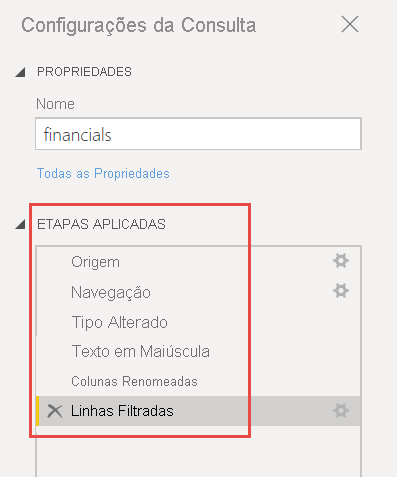 Configurações da Consulta
PROPRIEDADES
Nome
financials
Todas as Propriedades
ETAPAS APLICADAS
Origem
Navegação
Tipo Alterado
Texto em Maiúscula
Colunas Renomeadas
Linhas Filtradas